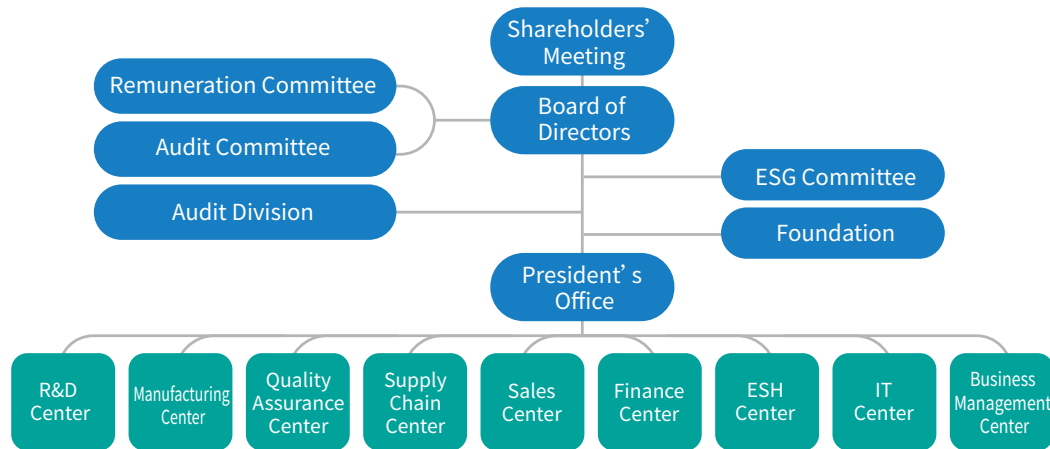 Shareholders’
Meeting
Remuneration Committee
Board of
Directors
Audit Committee
ESG Committee
Audit Division
Foundation
President’s
Office
R&D
Center
Manufacturing
Center
Quality
Assurance
Center
Supply
Chain
Center
Sales
Center
Finance
Center
ESH
Center
IT
Center
Business
Management
Center